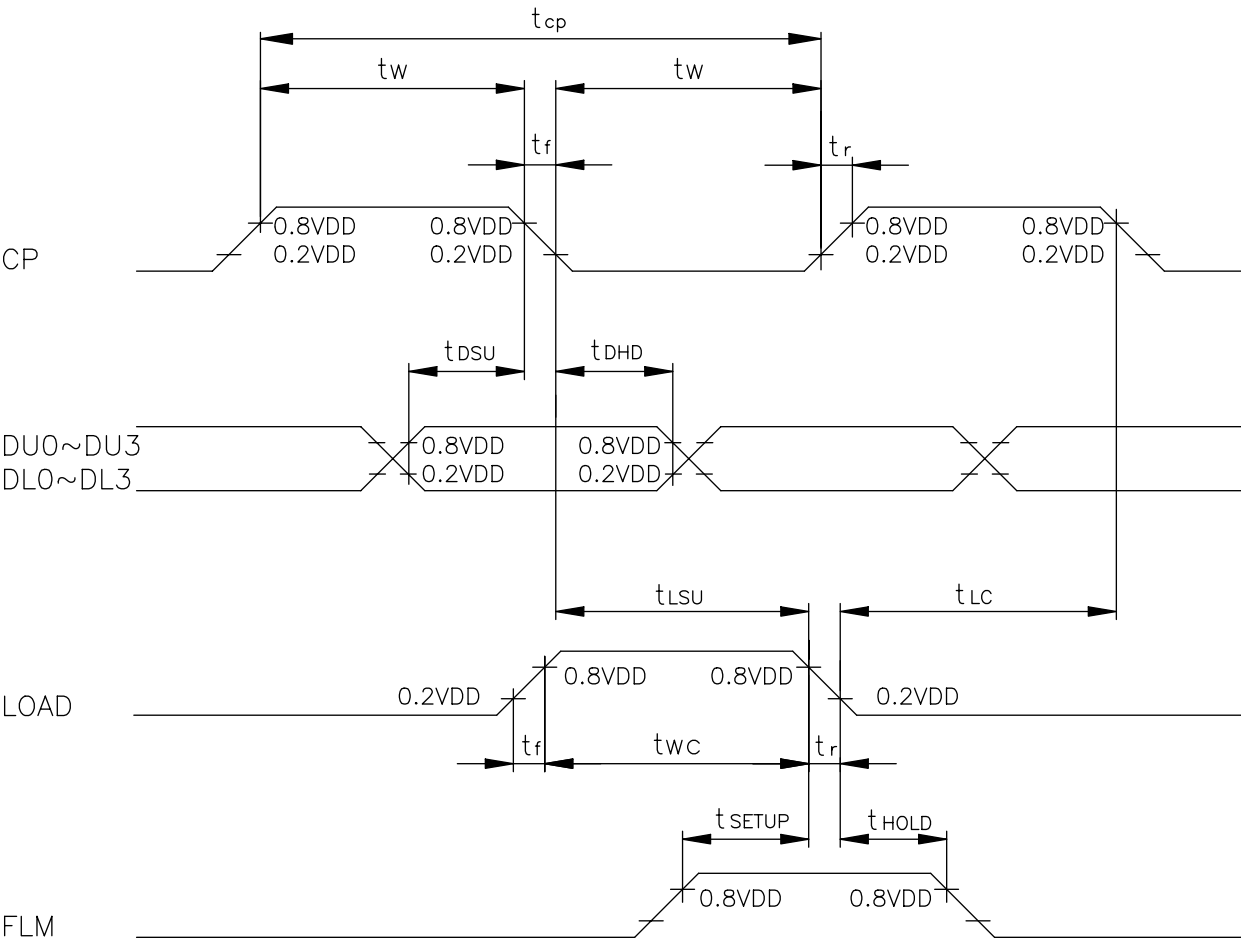 tcp
tw tw
tf tr
0.8VDD 0.8VDD 0.8VDD 0.8VDD
CP 0.2VDD 0.2VDD 0.2VDD 0.2VDD
tDSU tDHD
DU0~DU3 0.8VDD 0.8VDD
DL0~DL3 0.2VDD 0.2VDD
tLSU tLC
0.8VDD 0.8VDD
LOAD 0.2VDD 0.2VDD
tf twc tr
tSETUP tHOLD
0.8VDD 0.8VDD
FLM